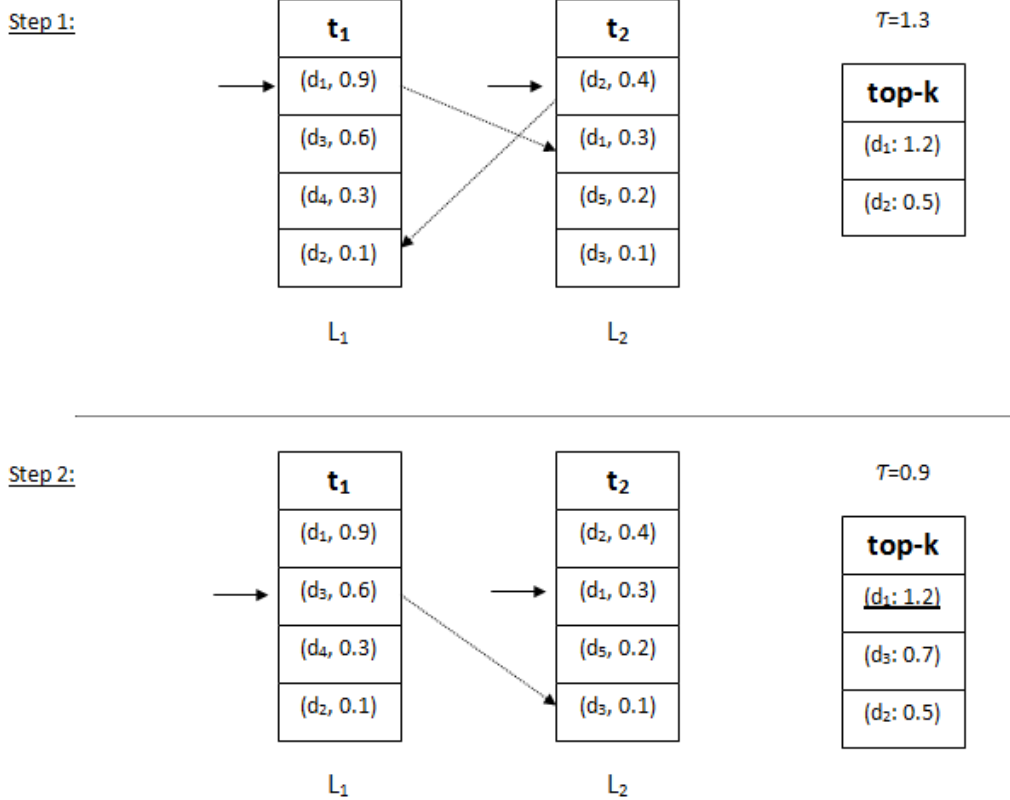 Step 1:
t₁
t₂
τ=1.3
(d₁, 0.9)
(d₂, 0.4)
top-k
(d₃, 0.6)
(d₁, 0.3)
(d₁: 1.2)
(d₄, 0.3)
(d₅, 0.2)
(d₂: 0.5)
(d₂, 0.1)
(d₃, 0.1)
L₁
L₂
Step 2:
t₁
t₂
τ=0.9
(d₁, 0.9)
(d₂, 0.4)
top-k
(d₃, 0.6)
(d₁, 0.3)
(d₁: 1.2)
(d₄, 0.3)
(d₅, 0.2)
(d₃: 0.7)
(d₂, 0.1)
(d₃, 0.1)
(d₂: 0.5)
L₁
L₂